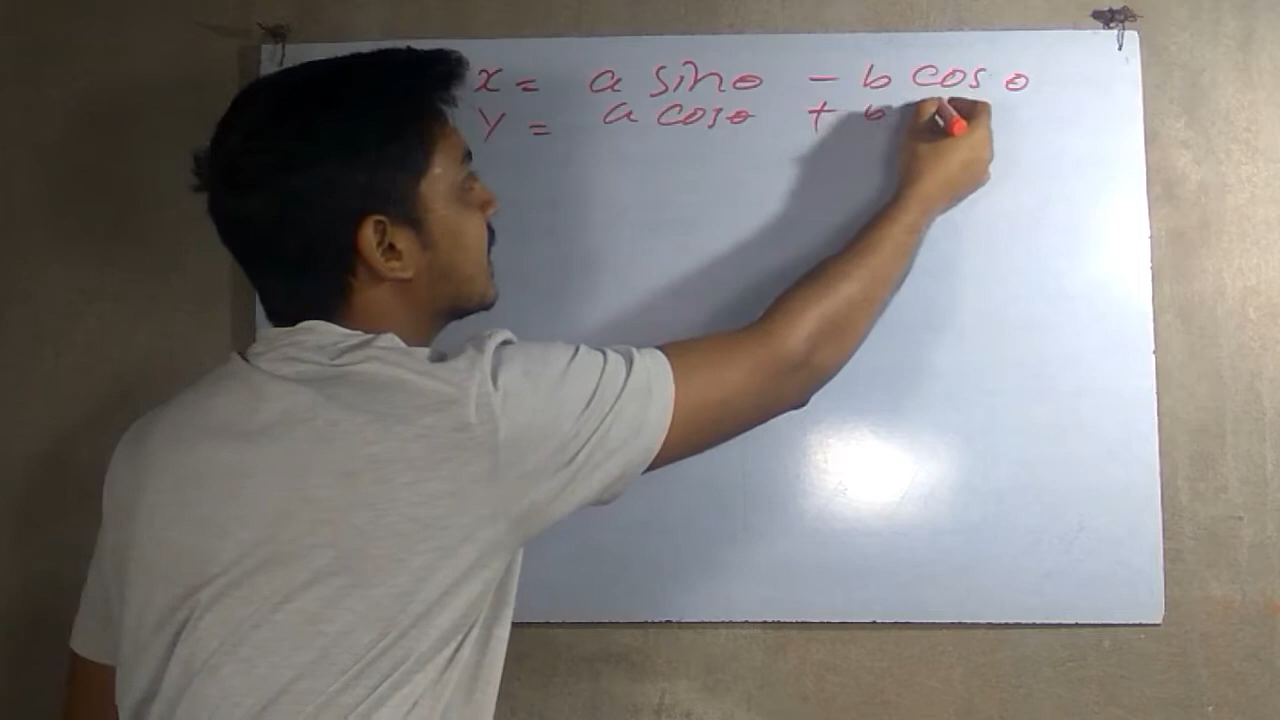 x = a sinθ - b cosθ
y = a cosθ + b